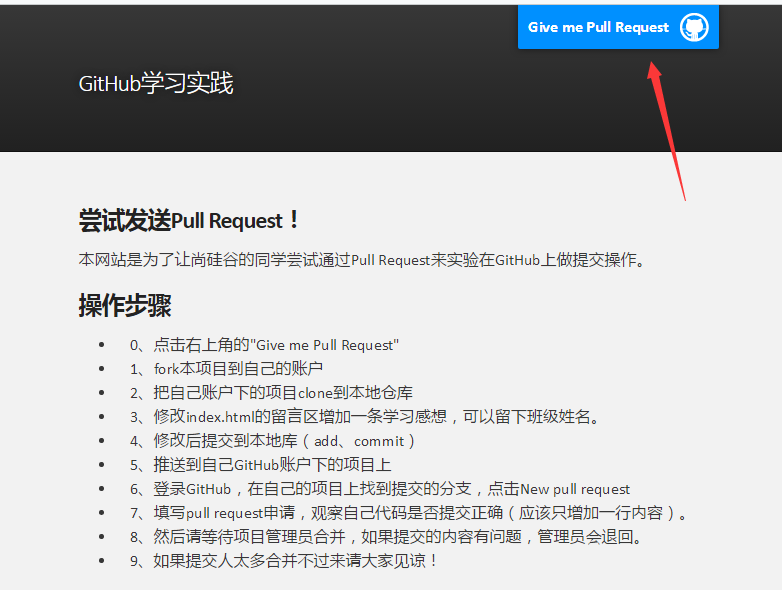 Give me Pull Request
GitHub学习实践
尝试发送Pull Request！
本网站是为了让尚硅谷的同学尝试通过Pull Request来实验在GitHub上做提交操作。
操作步骤
0、点击右上角的"Give me Pull Request"
1、fork本项目到自己的账户
2、把自己账户下的项目clone到本地仓库
3、修改index.html的留言区增加一条学习感想，可以留下班级姓名。
4、修改后提交到本地库（add、commit）
5、推送到自己GitHub账户下的项目上
6、登录GitHub，在自己的项目上找到提交的分支，点击New pull request
7、填写pull request申请，观察自己代码是否提交正确（应该只增加一行内容）。
8、然后请等待项目管理员合并，如果提交的内容有问题，管理员会退回。
9、如果提交人太多合并不过来请大家见谅！